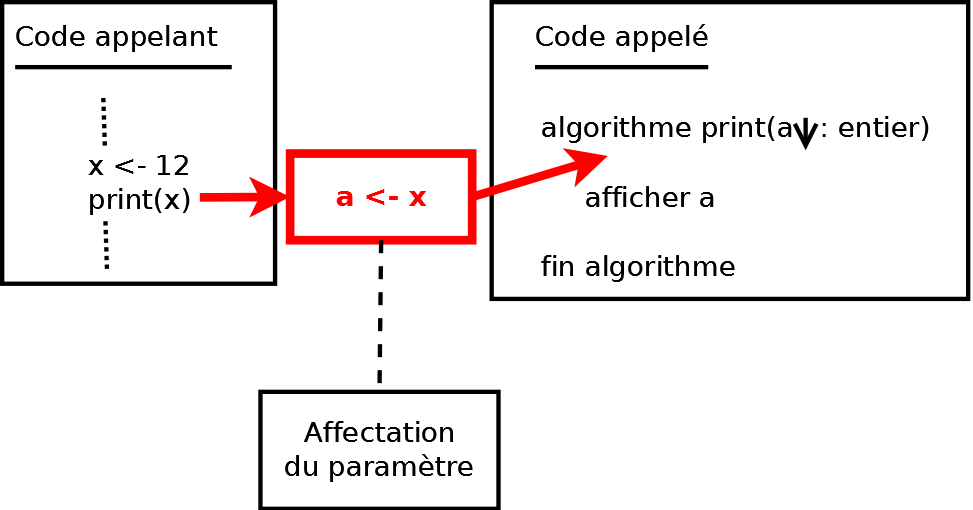 Code appelant
x <- 12
print(x)
a <- x
Code appelé
algorithme print(a↓: entier)
afficher a
fin algorithme
Affectation
du paramètre